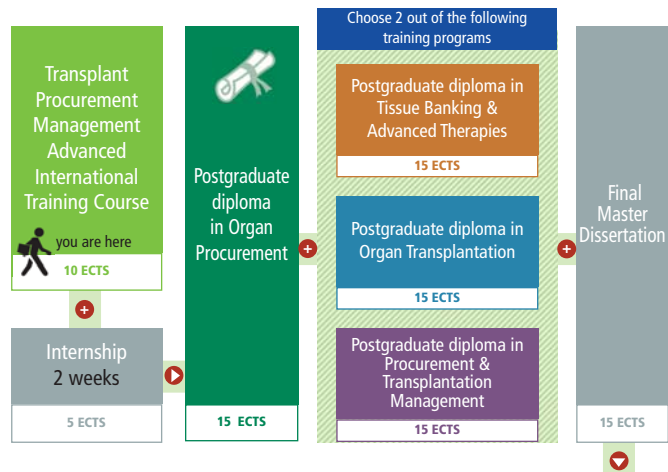 Transplant
Procurement
Management
Advanced
International
Training Course
you are here
10 ECTS
Internship
2 weeks
5 ECTS
Postgraduate
diploma
in Organ
Procurement
15 ECTS
Choose 2 out of the following
training programs
Postgraduate diploma in
Tissue Banking &
Advanced Therapies
15 ECTS
Postgraduate diploma in
Organ Transplantation
15 ECTS
Postgraduate diploma in
Procurement &
Transplantation
Management
15 ECTS
Final
Master
Dissertation
15 ECTS